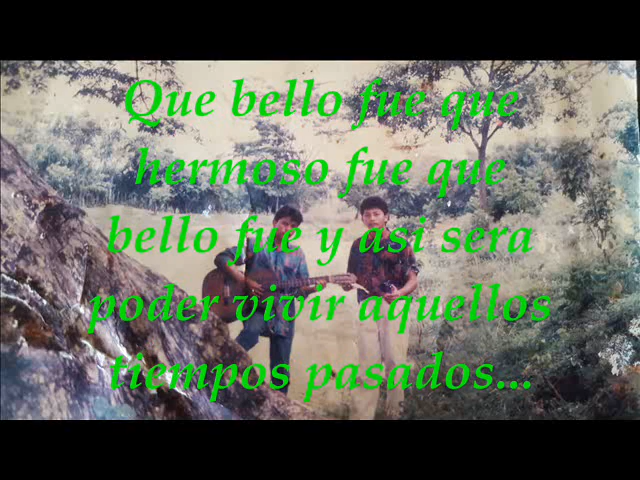 Que bello fue que
hermoso fue que
bello fue y asi sera
poder vivir aquellos
tiempos pasados...